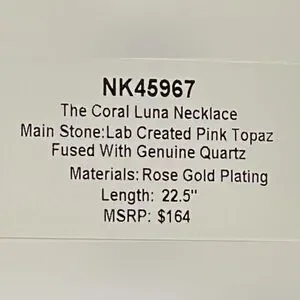 NK45967
The Coral Luna Necklace
Main Stone:Lab Created Pink Topaz
Fused With Genuine Quartz
Materials: Rose Gold Plating
Length: 22.5"
MSRP: $164